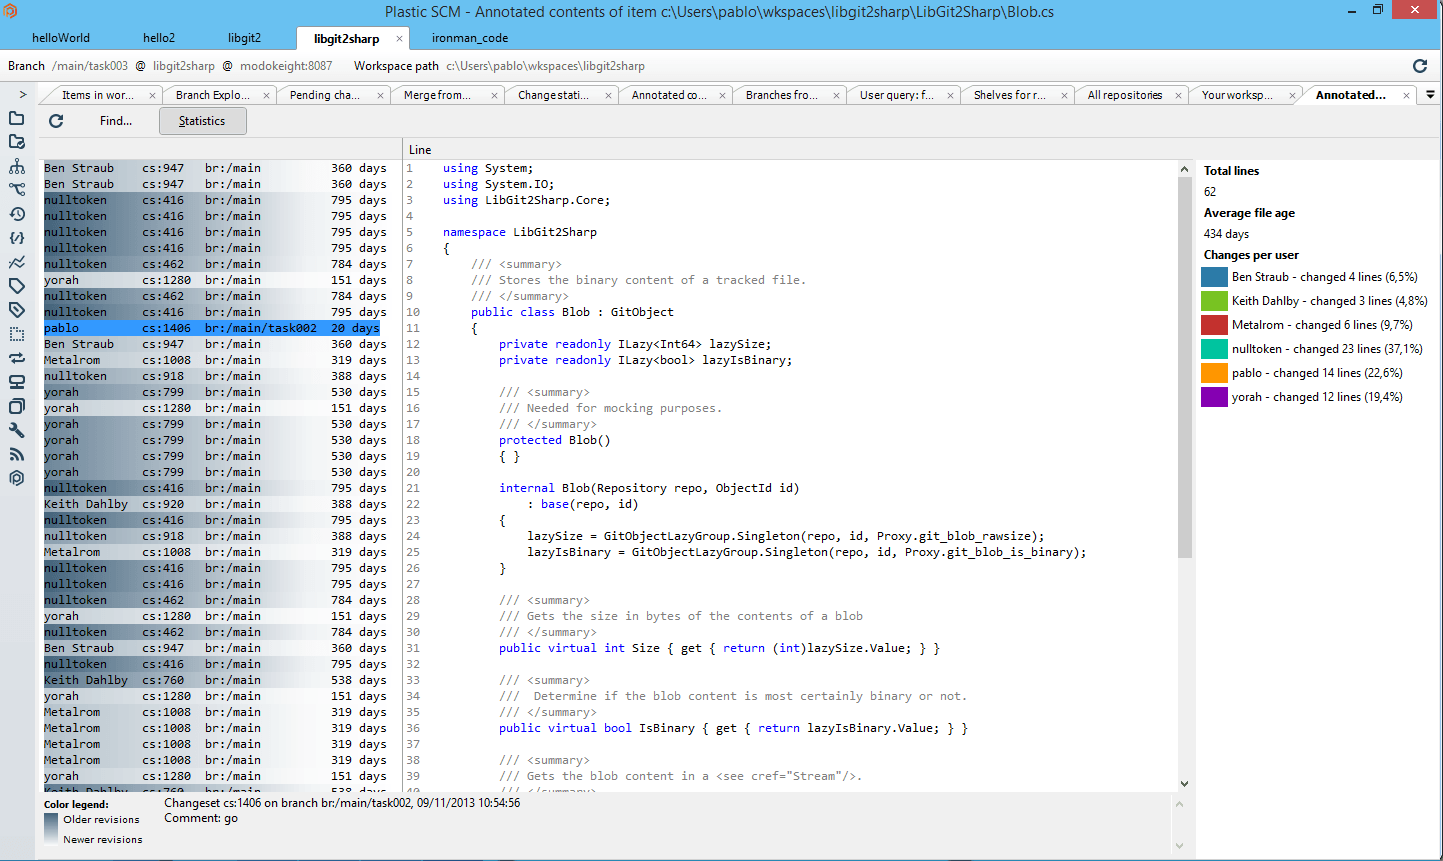 Plastic SCM - Annotated contents of item c:\Users\pablo\wkspaces\libgit2sharp\LibGit2Sharp\Blob.cs
helloWorld hello2 libgit2 libgit2sharp × ironman_code
Branch /main/task003 @ libgit2sharp @ modokeight:8087 Workspace path c:\Users\pablo\wkspaces\libgit2sharp
> Items in wor... × Branch Explo... × Pending cha... × Merge from... × Change stati... × Annotated co... × Branches fro... × User query: f... × Shelves for r... × All repositories × Your worksp... × Annotated... ×
Find... Statistics
Line
Ben Straub cs:947 br:/main 360 days 1 using System;
Ben Straub cs:947 br:/main 360 days 2 using System.IO;
nulltoken cs:416 br:/main 795 days 3 using LibGit2Sharp.Core;
nulltoken cs:416 br:/main 795 days 4
nulltoken cs:416 br:/main 795 days 5 namespace LibGit2Sharp
nulltoken cs:416 br:/main 795 days 6 {
nulltoken cs:462 br:/main 784 days 7 /// <summary>
yorah cs:1280 br:/main 151 days 8 /// Stores the binary content of a tracked file.
nulltoken cs:462 br:/main 784 days 9 /// </summary>
nulltoken cs:416 br:/main 795 days 10 public class Blob : GitObject
pablo cs:1406 br:/main/task002 20 days 11 {
Ben Straub cs:947 br:/main 360 days 12 private readonly ILazy<Int64> lazySize;
Metalrom cs:1008 br:/main 319 days 13 private readonly ILazy<bool> lazyIsBinary;
nulltoken cs:918 br:/main 388 days 14
yorah cs:799 br:/main 530 days 15 /// <summary>
yorah cs:1280 br:/main 151 days 16 /// Needed for mocking purposes.
yorah cs:799 br:/main 530 days 17 /// </summary>
yorah cs:799 br:/main 530 days 18 protected Blob()
yorah cs:799 br:/main 530 days 19 { }
yorah cs:799 br:/main 530 days 20
nulltoken cs:416 br:/main 795 days 21 internal Blob(Repository repo, ObjectId id)
Keith Dahlby cs:920 br:/main 388 days 22 : base(repo, id)
nulltoken cs:416 br:/main 795 days 23 {
nulltoken cs:918 br:/main 388 days 24 lazySize = GitObjectLazyGroup.Singleton(repo, id, Proxy.git_blob_rawsize);
Metalrom cs:1008 br:/main 319 days 25 lazyIsBinary = GitObjectLazyGroup.Singleton(repo, id, Proxy.git_blob_is_binary);
nulltoken cs:416 br:/main 795 days 26 }
nulltoken cs:416 br:/main 795 days 27
nulltoken cs:462 br:/main 784 days 28 /// <summary>
yorah cs:1280 br:/main 151 days 29 /// Gets the size in bytes of the contents of a blob
nulltoken cs:462 br:/main 784 days 30 /// </summary>
Ben Straub cs:947 br:/main 360 days 31 public virtual int Size { get { return (int)lazySize.Value; } }
nulltoken cs:416 br:/main 795 days 32
Keith Dahlby cs:760 br:/main 538 days 33 /// <summary>
yorah cs:1280 br:/main 151 days 34 /// Determine if the blob content is most certainly binary or not.
Metalrom cs:1008 br:/main 319 days 35 /// </summary>
Metalrom cs:1008 br:/main 319 days 36 public virtual bool IsBinary { get { return lazyIsBinary.Value; } }
Metalrom cs:1008 br:/main 319 days 37
Metalrom cs:1008 br:/main 319 days 38 /// <summary>
yorah cs:1280 br:/main 151 days 39 /// Gets the blob content in a <see cref="Stream"/>.
Keith Dahlby cs:760 br:/main 538 days 40 /// </summary>
Total lines
62
Average file age
434 days
Changes per user
Ben Straub - changed 4 lines (6,5%)
Keith Dahlby - changed 3 lines (4,8%)
Metalrom - changed 6 lines (9,7%)
nulltoken - changed 23 lines (37,1%)
pablo - changed 14 lines (22,6%)
yorah - changed 12 lines (19,4%)
Color legend:
Older revisions
Newer revisions
Changeset cs:1406 on branch br:/main/task002, 09/11/2013 10:54:56
Comment: go